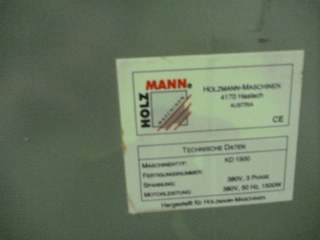 HOLZ
MANN®
MASCHINEN
HOLZMANN-MASCHINEN
4170 Haslach
AUSTRIA
CE
TECHNISCHE DATEN
MASCHINENTYP: KD 1500
FERTIGUNGSNUMMER:
SPANNUNG: 380V, 3 PHASE
MOTORLEISTUNG: 380V, 50 Hz, 1500W
Hergestellt für HOLZMANN-MASCHINEN